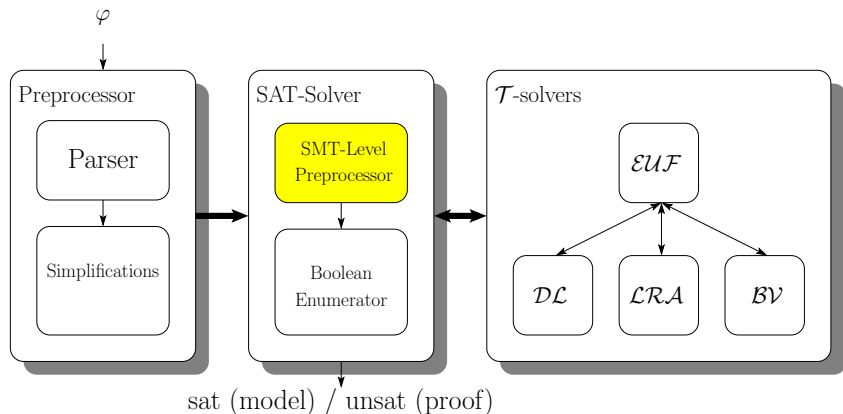 φ
Preprocessor
Parser
Simplifications
SAT-Solver
SMT-Level
Preprocessor
Boolean
Enumerator
𝒯-solvers
ℰ𝒰ℱ
𝒟ℒ
ℒℛ𝒜
ℬ𝒱
sat (model) / unsat (proof)